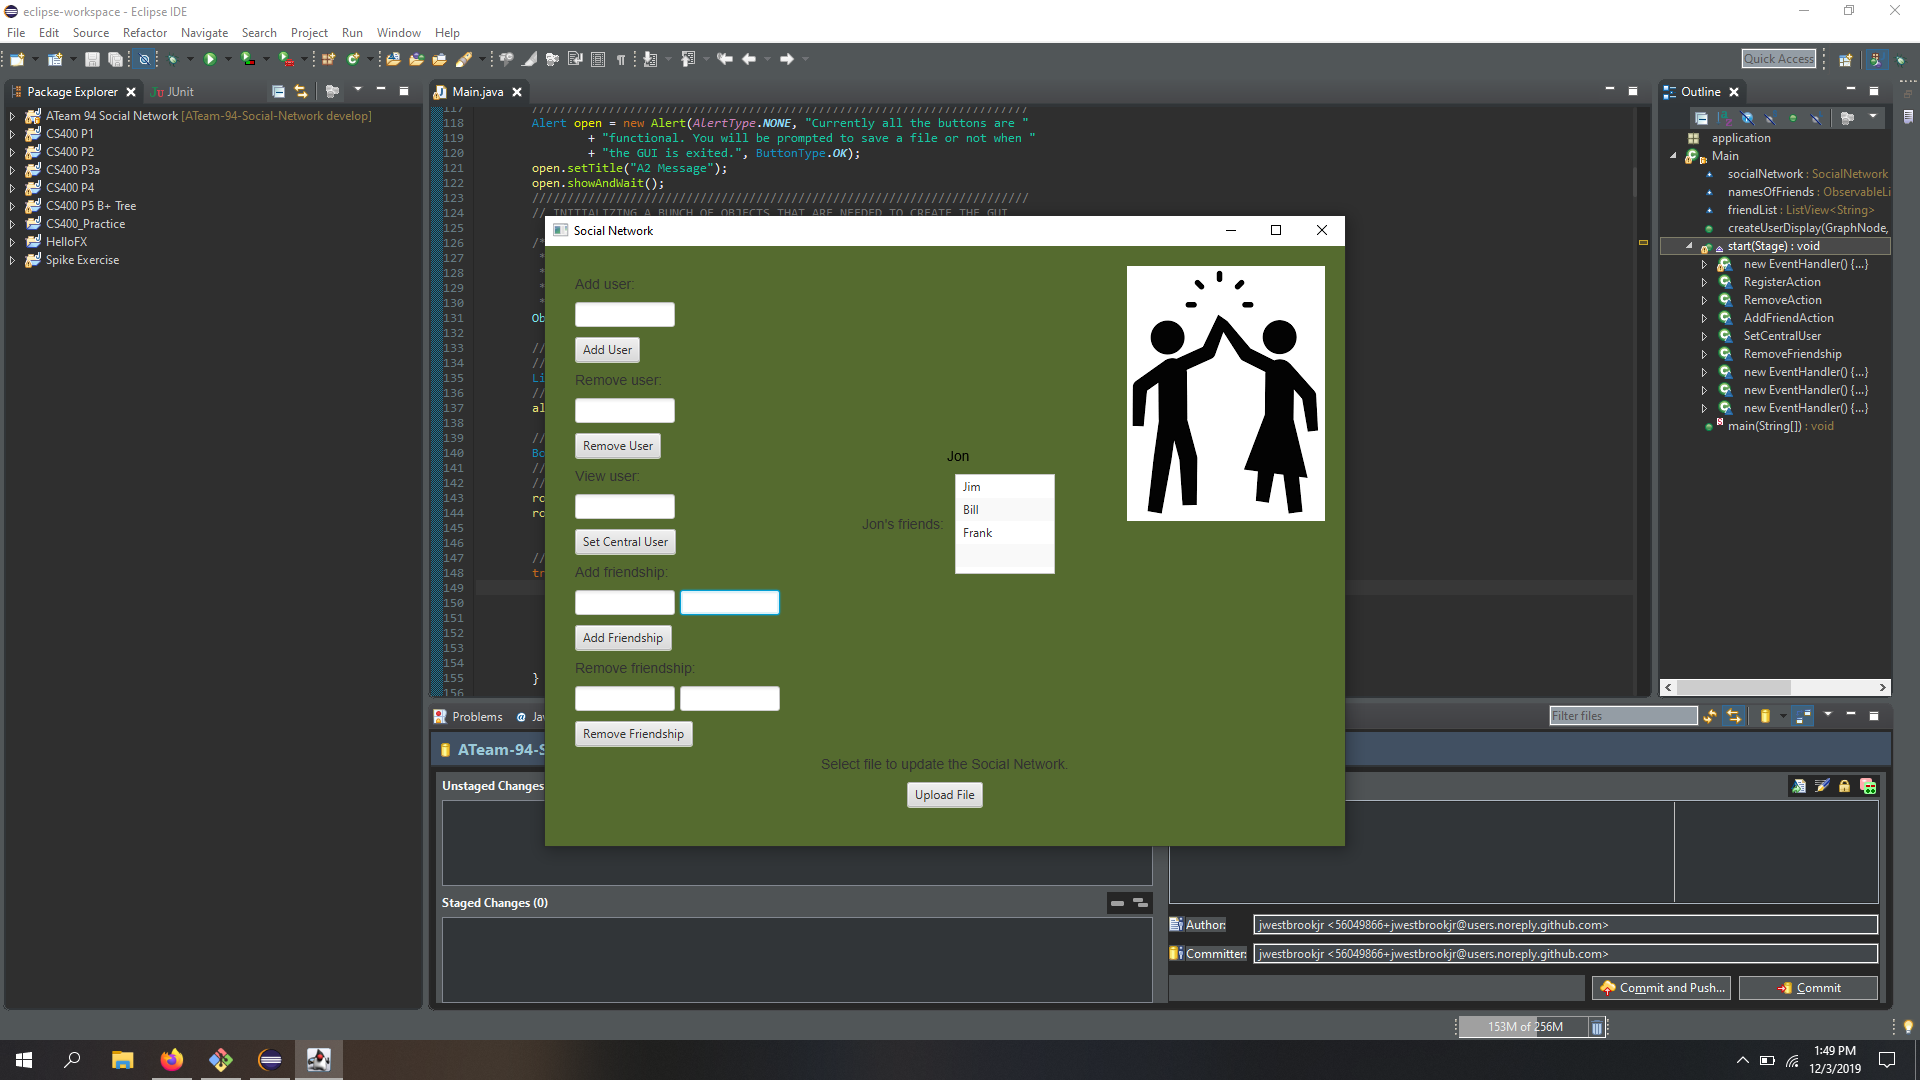 eclipse-workspace - Eclipse IDE
File Edit Source Refactor Navigate Search Project Run Window Help
Quick Access
Package Explorer
JUnit
ATeam 94 Social Network [ATeam-94-Social-Network develop]
CS400 P1
CS400 P2
CS400 P3a
CS400 P4
CS400 P5 B+ Tree
CS400_Practice
HelloFX
Spike Exercise
Main.java
117 ////////////////////////////////////////////////////////////////////////
118 Alert open = new Alert(AlertType.NONE, "Currently all the buttons are "
119 + "functional. You will be prompted to save a file or not when "
120 + "the GUI is exited.", ButtonType.OK);
121 open.setTitle("A2 Message");
122 open.showAndWait();
123 ////////////////////////////////////////////////////////////////////////
124 // INITIALIZING A BUNCH OF OBJECTS THAT ARE NEEDED TO CREATE THE GUI
125
126 /*
127 *
128 *
129 *
130 *
131 Ob
132
133 //
134 //
135 Li
136 //
137 al
138
139 //
140 Bo
141 //
142 //
143 ro
144 ro
145
146
147 //
148 tr
149
150
151
152
153
154
155 }
156
Social Network
Add user:
Add User
Remove user:
Remove User
View user:
Set Central User
Add friendship:
Add Friendship
Remove friendship:
Remove Friendship
Jon
Jon's friends:
Jim
Bill
Frank
Select file to update the Social Network.
Upload File
Outline
application
Main
socialNetwork : SocialNetwork
namesOfFriends : ObservableLi
friendList : ListView<String>
createUserDisplay(GraphNode,
start(Stage) : void
new EventHandler() {...}
RegisterAction
RemoveAction
AddFriendAction
SetCentralUser
RemoveFriendship
new EventHandler() {...}
new EventHandler() {...}
new EventHandler() {...}
main(String[]) : void
Problems
@ Ja
Filter files
ATeam-94-S
Unstaged Changes
Staged Changes (0)
Author: jwestbrookjr <56049866+jwestbrookjr@users.noreply.github.com>
Committer: jwestbrookjr <56049866+jwestbrookjr@users.noreply.github.com>
Commit and Push...
Commit
153M of 256M
1:49 PM
12/3/2019